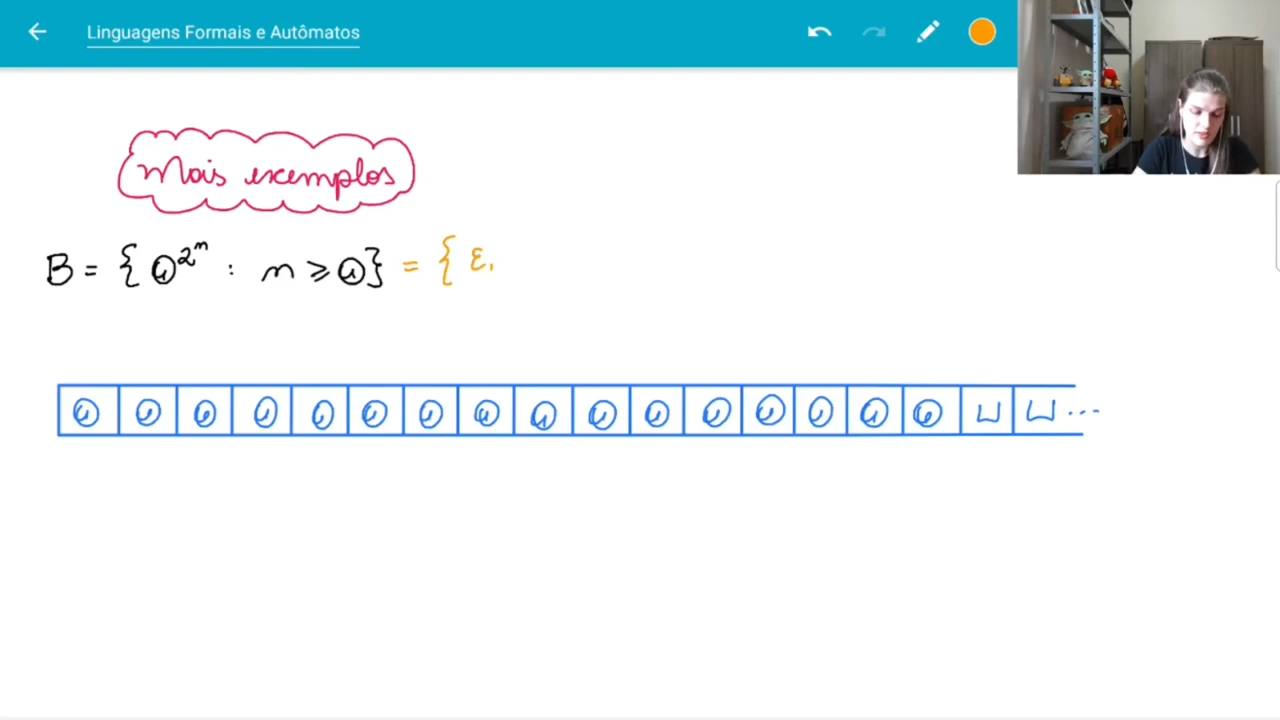 Linguagens Formais e Autômatos
Mais exemplos
B = { 0^{2^n} : n ≥ 0 } = { ε,
0 0 0 0 0 0 0 0 0 0 0 0 0 0 0 0 ⊔ ⊔ ...